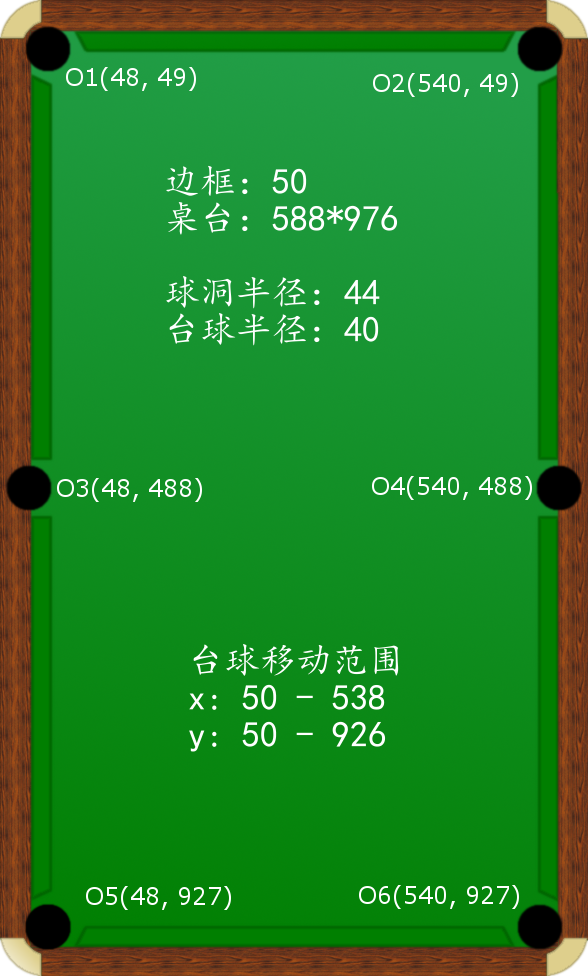 O1(48, 49)
O2(540, 49)
边框: 50
桌台: 588*976
球洞半径: 44
台球半径: 40
O3(48, 488)
O4(540, 488)
台球移动范围
x: 50 - 538
y: 50 - 926
O5(48, 927)
O6(540, 927)